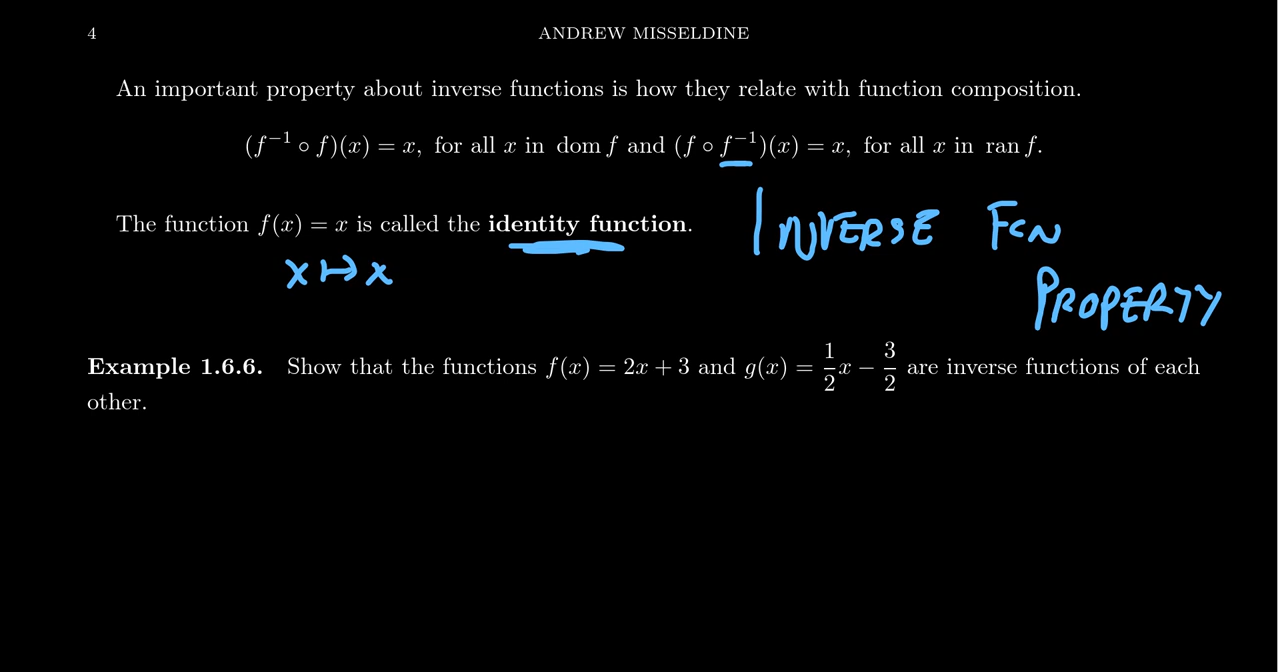 4 ANDREW MISSELDINE
An important property about inverse functions is how they relate with function composition.
(f⁻¹ ∘ f)(x) = x, for all x in dom f and (f ∘ f⁻¹)(x) = x, for all x in ran f.
The function f(x) = x is called the identity function.
INVERSE FCN
x ↦ x
PROPERTY
Example 1.6.6. Show that the functions f(x) = 2x + 3 and g(x) = 1/2 x − 3/2 are inverse functions of each
other.